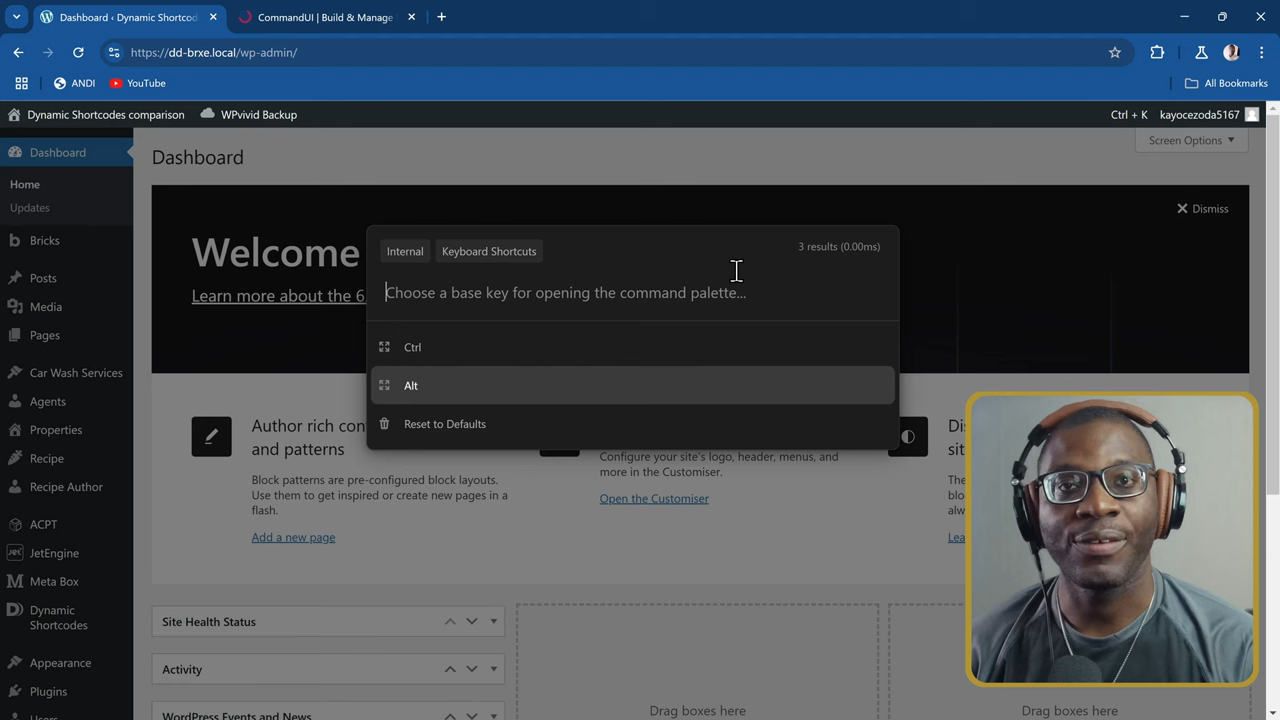 Dashboard ‹ Dynamic Shortcod
CommandUI | Build & Manage
https://dd-brxe.local/wp-admin/
ANDI
YouTube
All Bookmarks
Dynamic Shortcodes comparison
WPvivid Backup
Ctrl + K
kayocezoda5167
Dashboard
Home
Updates
Bricks
Posts
Media
Pages
Car Wash Services
Agents
Properties
Recipe
Recipe Author
ACPT
JetEngine
Meta Box
Dynamic
Shortcodes
Appearance
Plugins
Users
Dashboard
Screen Options
Welcome
Learn more about the 6.
Dismiss
Internal
Keyboard Shortcuts
3 results (0.00ms)
Choose a base key for opening the command palette...
Ctrl
Alt
Reset to Defaults
Author rich con
and patterns
Block patterns are pre-configured block layouts.
Use them to get inspired or create new pages in a
flash.
Add a new page
Configure your site's logo, header, menus, and
more in the Customiser.
Open the Customiser
Site Health Status
Activity
WordPress Events and News
Drag boxes here
Drag boxes here